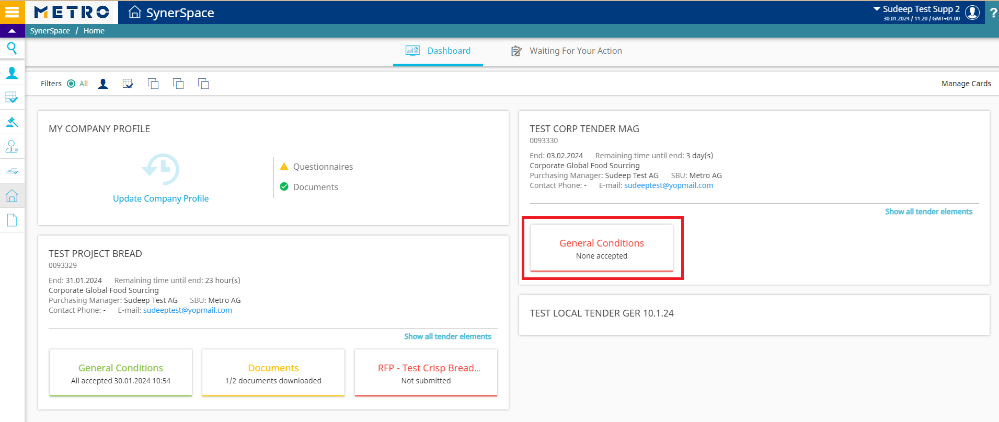 METRO
SynerSpace
Sudeep Test Supp 2
30.01.2024 / 11:20 / GMT+01:00
?
SynerSpace / Home
Dashboard
Waiting For Your Action
Filters All
Manage Cards
MY COMPANY PROFILE
Update Company Profile
Questionnaires
Documents
TEST PROJECT BREAD
0093329
End: 31.01.2024 Remaining time until end: 23 hour(s)
Corporate Global Food Sourcing
Purchasing Manager: Sudeep Test AG SBU: Metro AG
Contact Phone: - E-mail: sudeeptest@yopmail.com
Show all tender elements
General Conditions
All accepted 30.01.2024 10:54
Documents
1/2 documents downloaded
RFP - Test Crisp Bread...
Not submitted
TEST CORP TENDER MAG
0093330
End: 03.02.2024 Remaining time until end: 3 day(s)
Corporate Global Food Sourcing
Purchasing Manager: Sudeep Test AG SBU: Metro AG
Contact Phone: - E-mail: sudeeptest@yopmail.com
Show all tender elements
General Conditions
None accepted
TEST LOCAL TENDER GER 10.1.24